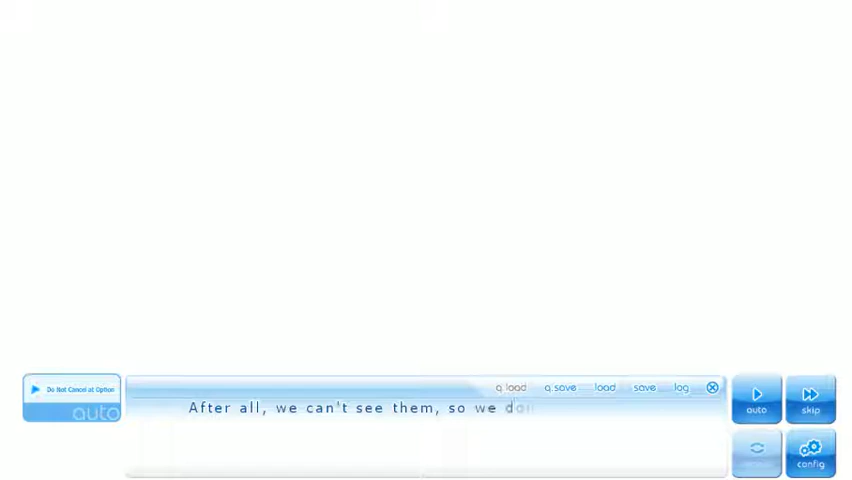 Do Not Cancel at Option
auto
q.load q.save load save log
After all, we can't see them, so we
auto
skip
config